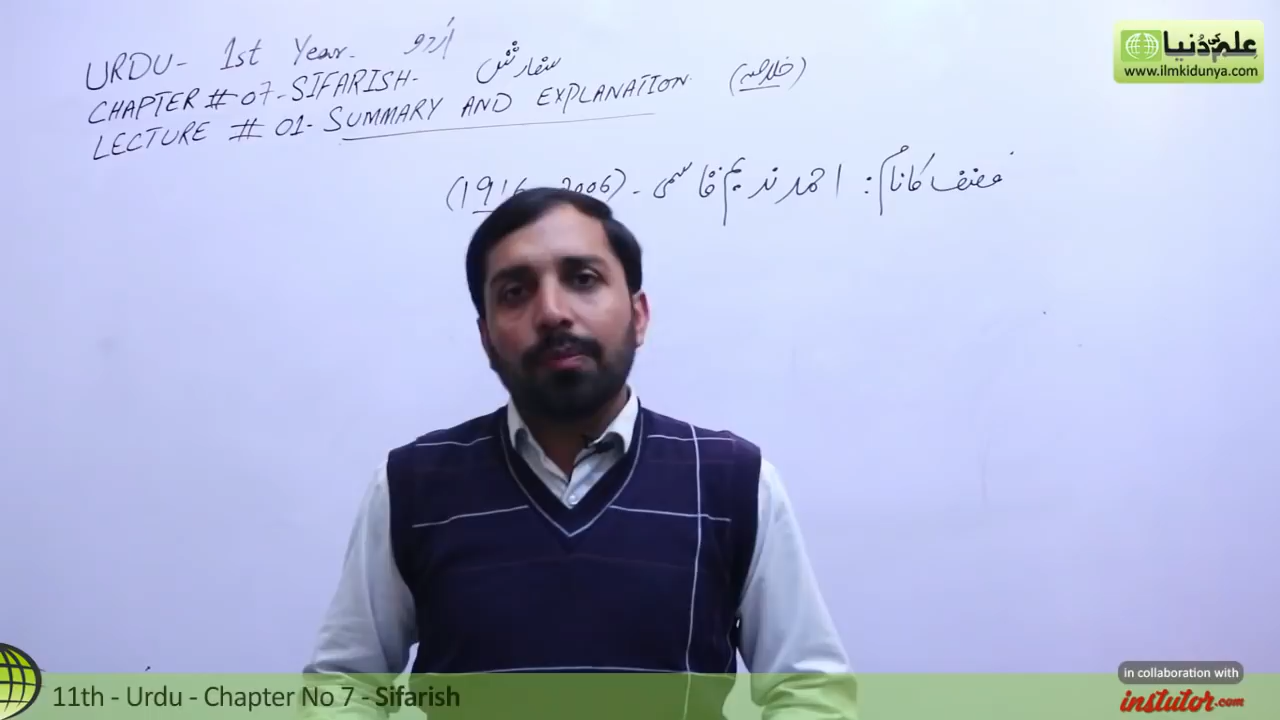 URDU- 1st Year. اُردو
CHAPTER # 07-SIFARISH- سفارش
LECTURE # 01- SUMMARY AND EXPLANATION (خلاصہ)
مصنف کا نام: احمد ندیم قاسمی - (1916 - 2006)
علم کی دُنیا
www.ilmkidunya.com
11th - Urdu - Chapter No 7 - Sifarish
in collaboration with
instutor.com